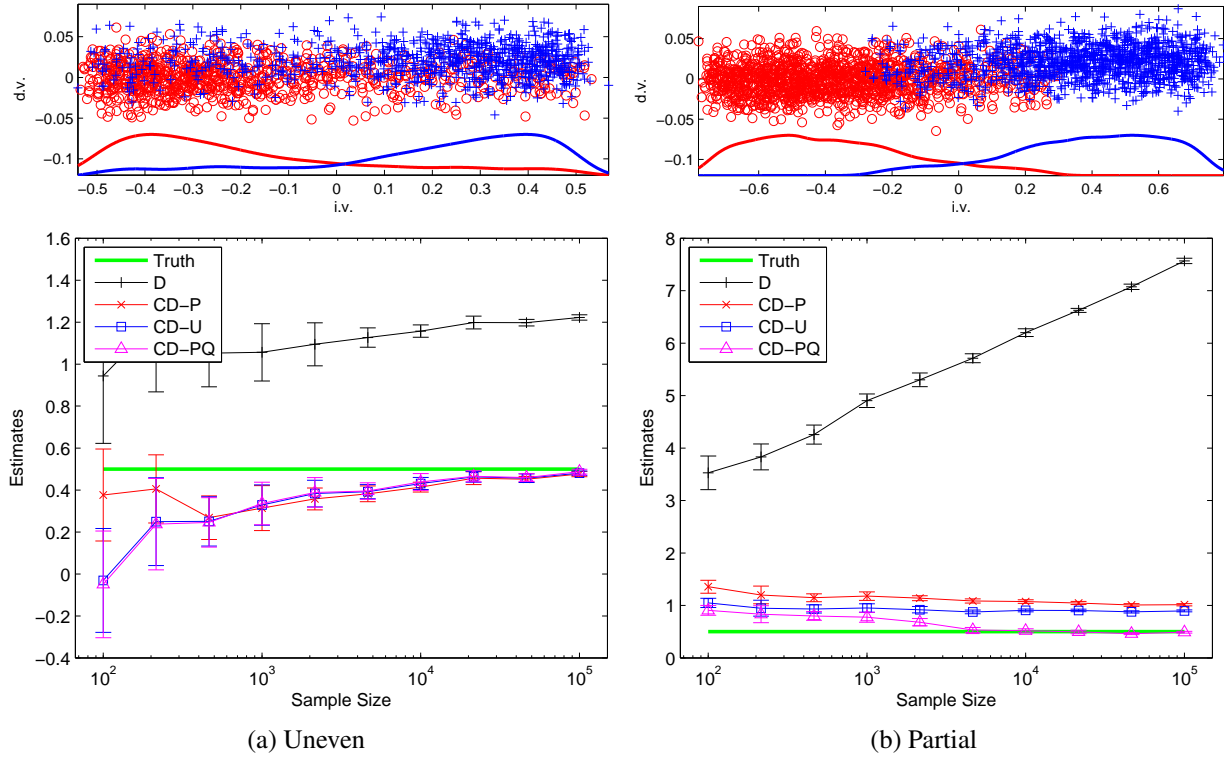 0.05
0
−0.05
−0.1
d.v.
−0.5 −0.4 −0.3 −0.2 −0.1 0 0.1 0.2 0.3 0.4 0.5
i.v.
0.05
0
−0.05
−0.1
d.v.
−0.6 −0.4 −0.2 0 0.2 0.4 0.6
i.v.
1.6
1.4
1.2
1
0.8
0.6
0.4
0.2
0
−0.2
−0.4
Estimates
Truth
D
CD−P
CD−U
CD−PQ
10^2 10^3 10^4 10^5
Sample Size
(a) Uneven
8
7
6
5
4
3
2
1
0
Estimates
Truth
D
CD−P
CD−U
CD−PQ
10^2 10^3 10^4 10^5
Sample Size
(b) Partial